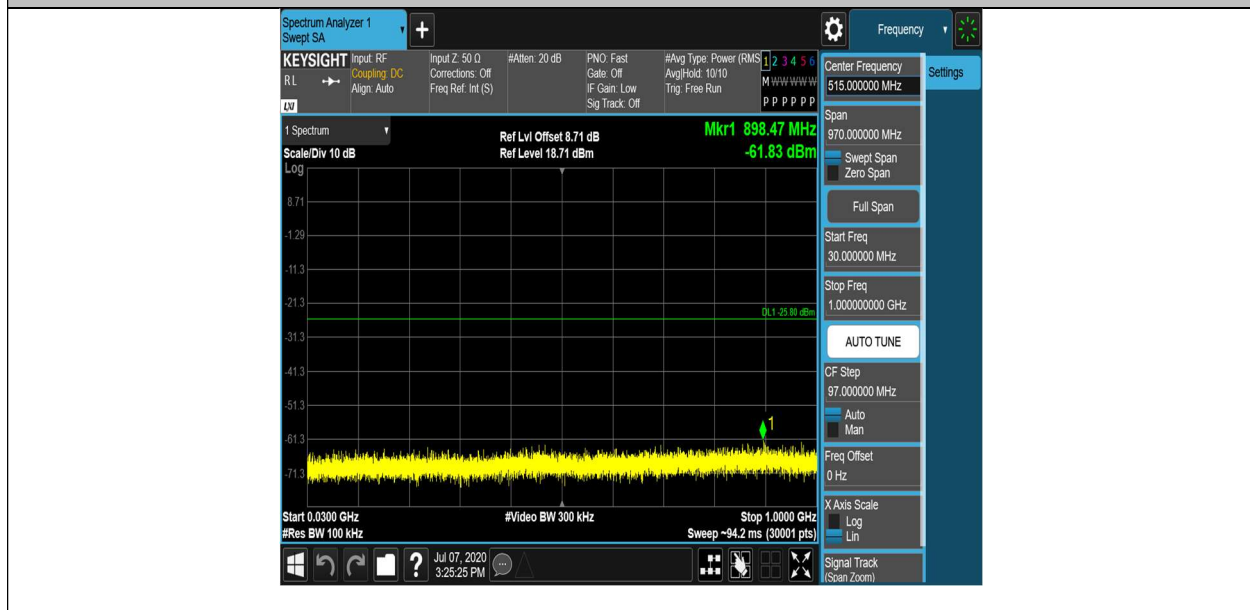 Spectrum Analyzer 1
Swept SA
+
Frequency
KEYSIGHT
RL
LXI
Input: RF
Coupling: DC
Align: Auto
Input Z: 50 Ω
Corrections: Off
Freq Ref: Int (S)
#Atten: 20 dB
PNO: Fast
Gate: Off
IF Gain: Low
Sig Track: Off
#Avg Type: Power (RMS
Avg|Hold: 10/10
Trig: Free Run
1 2 3 4 5 6
M W W W W W
P P P P P P
1 Spectrum
Scale/Div 10 dB
Log
Ref Lvl Offset 8.71 dB
Ref Level 18.71 dBm
Mkr1 898.47 MHz
-61.83 dBm
8.71
-1.29
-11.3
-21.3
DL1 -25.80 dBm
-31.3
-41.3
-51.3
1
-61.3
-71.3
Start 0.0300 GHz
#Res BW 100 kHz
#Video BW 300 kHz
Stop 1.0000 GHz
Sweep ~94.2 ms (30001 pts)
?
Jul 07, 2020
3:25:25 PM
Center Frequency
515.000000 MHz
Settings
Span
970.000000 MHz
Swept Span
Zero Span
Full Span
Start Freq
30.000000 MHz
Stop Freq
1.000000000 GHz
AUTO TUNE
CF Step
97.000000 MHz
Auto
Man
Freq Offset
0 Hz
X Axis Scale
Log
Lin
Signal Track
(Span Zoom)